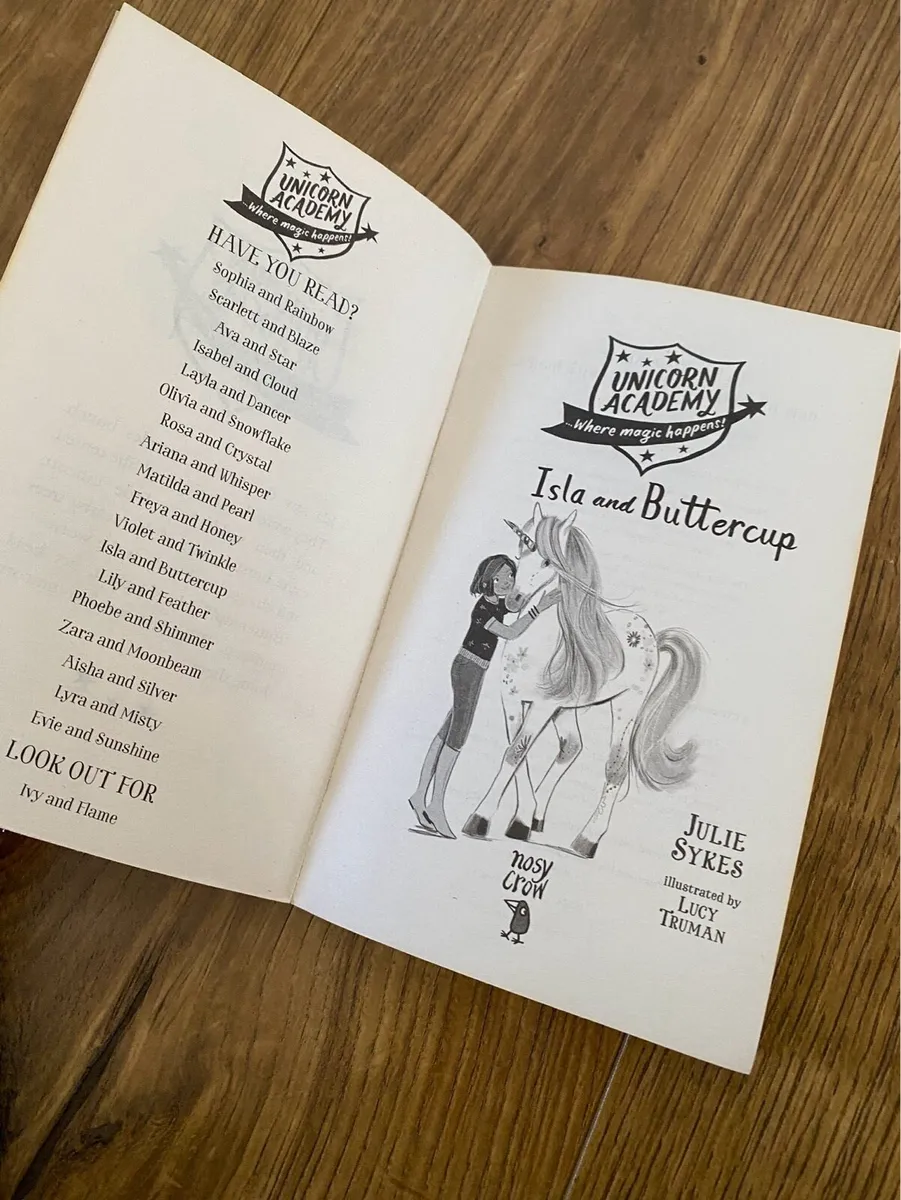 UNICORN
ACADEMY
...Where magic happens!
HAVE YOU READ?
Sophia and Rainbow
Scarlett and Blaze
Ava and Star
Isabel and Cloud
Layla and Dancer
Olivia and Snowflake
Rosa and Crystal
Ariana and Whisper
Matilda and Pearl
Freya and Honey
Violet and Twinkle
Isla and Buttercup
Lily and Feather
Phoebe and Shimmer
Zara and Moonbeam
Aisha and Silver
Lyra and Misty
Evie and Sunshine
LOOK OUT FOR
Ivy and Flame
UNICORN
ACADEMY
...Where magic happens!
Isla and Buttercup
JULIE
SYKES
illustrated by
LUCY
TRUMAN
nosy
crow